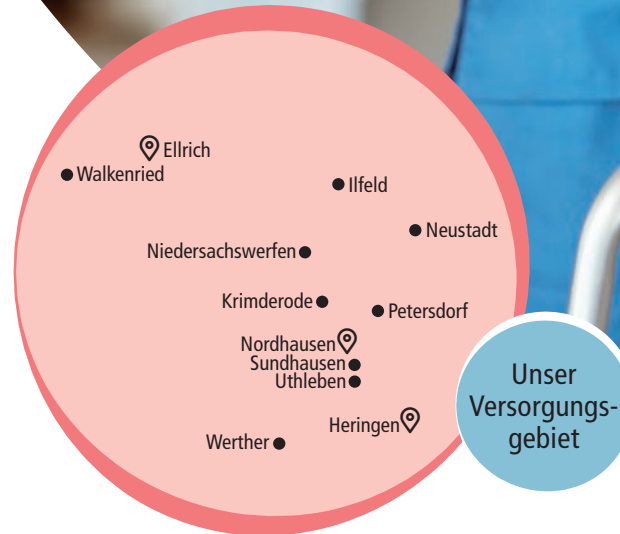 Ellrich
Walkenried
Ilfeld
Neustadt
Niedersachswerfen
Krimderode
Petersdorf
Nordhausen
Sundhausen
Uthleben
Heringen
Werther
Unser
Versorgungs-
gebiet